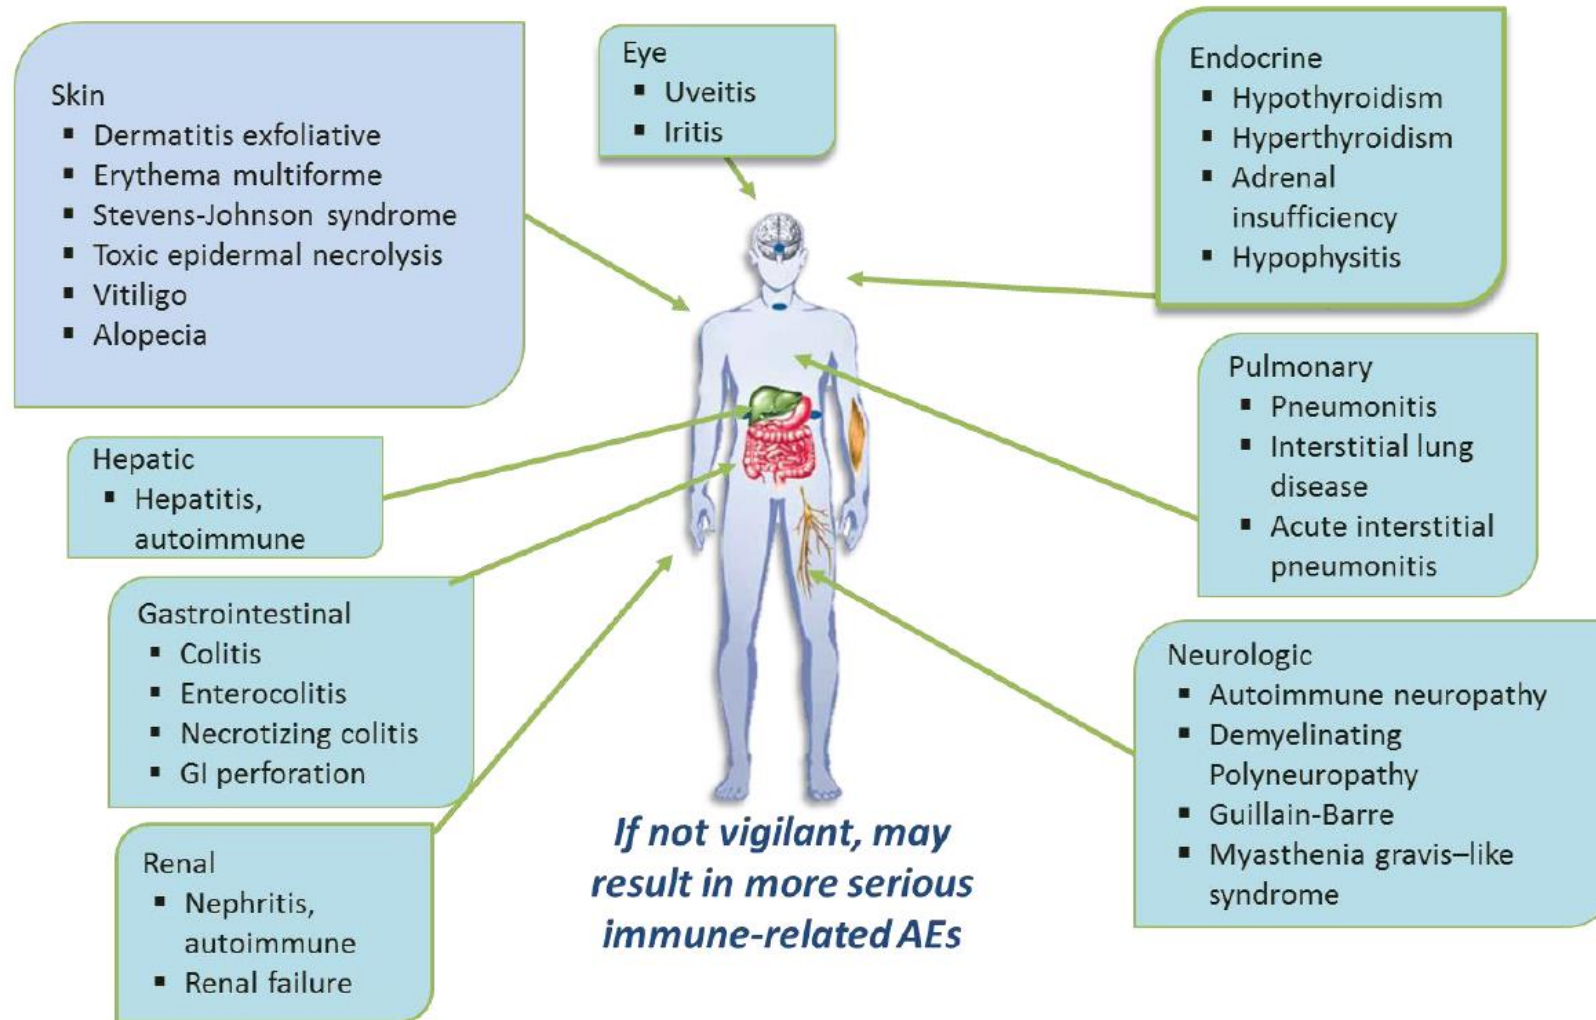 Skin
▪ Dermatitis exfoliative
▪ Erythema multiforme
▪ Stevens-Johnson syndrome
▪ Toxic epidermal necrolysis
▪ Vitiligo
▪ Alopecia
Eye
▪ Uveitis
▪ Iritis
Endocrine
▪ Hypothyroidism
▪ Hyperthyroidism
▪ Adrenal
insufficiency
▪ Hypophysitis
Pulmonary
▪ Pneumonitis
▪ Interstitial lung
disease
▪ Acute interstitial
pneumonitis
Hepatic
▪ Hepatitis,
autoimmune
Gastrointestinal
▪ Colitis
▪ Enterocolitis
▪ Necrotizing colitis
▪ GI perforation
Neurologic
▪ Autoimmune neuropathy
▪ Demyelinating
Polyneuropathy
▪ Guillain-Barre
▪ Myasthenia gravis–like
syndrome
Renal
▪ Nephritis,
autoimmune
▪ Renal failure
If not vigilant, may
result in more serious
immune-related AEs